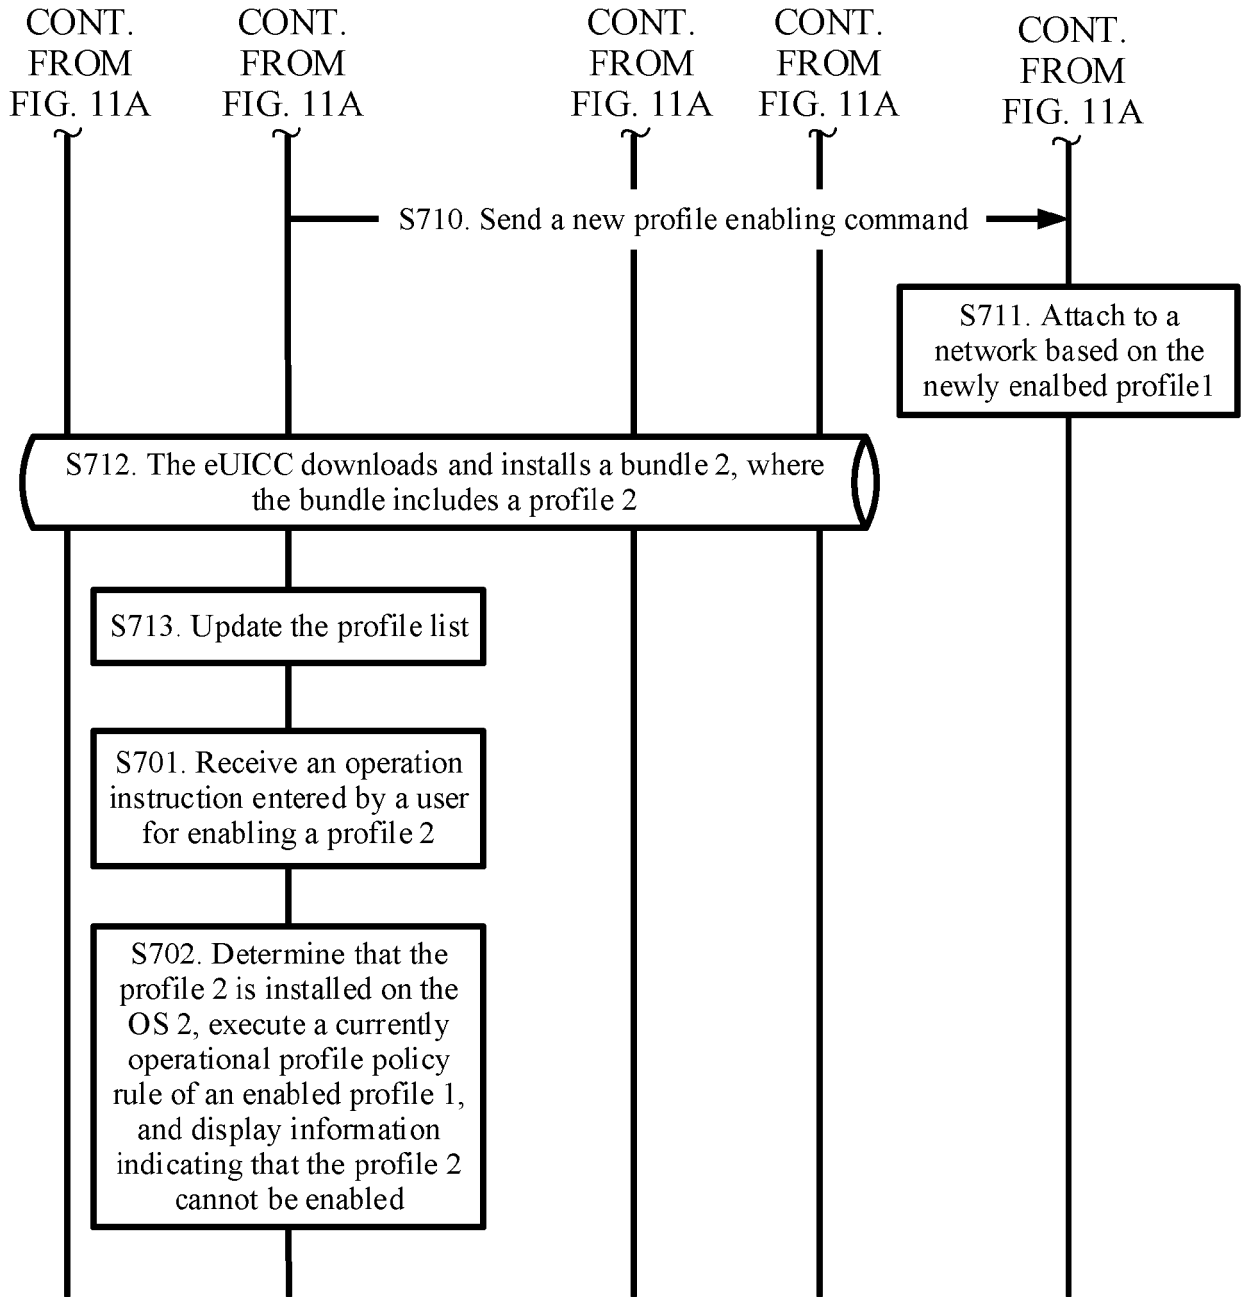 CONT.
FROM
FIG. 11A
CONT.
FROM
FIG. 11A
CONT.
FROM
FIG. 11A
CONT.
FROM
FIG. 11A
CONT.
FROM
FIG. 11A
S710. Send a new profile enabling command
S711. Attach to a
network based on the
newly enalbed profile1
S712. The eUICC downloads and installs a bundle 2, where
the bundle includes a profile 2
S713. Update the profile list
S701. Receive an operation
instruction entered by a user
for enabling a profile 2
S702. Determine that the
profile 2 is installed on the
OS 2, execute a currently
operational profile policy
rule of an enabled profile 1,
and display information
indicating that the profile 2
cannot be enabled